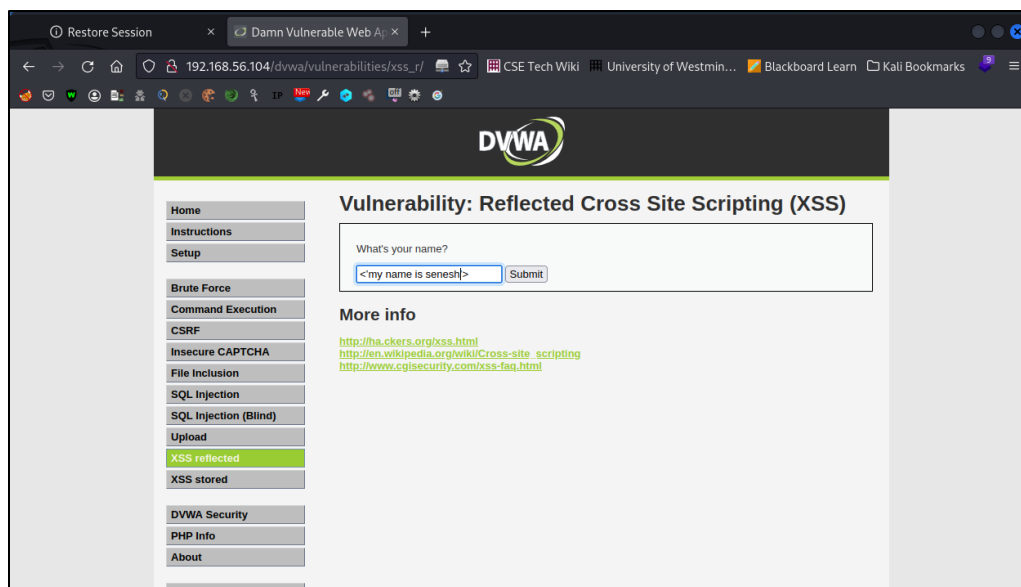 Restore Session
Damn Vulnerable Web Ap
192.168.56.104/dvwa/vulnerabilities/xss_r/ CSE Tech Wiki University of Westmin... Blackboard Learn Kali Bookmarks 9
IP New off
DVWA
Home
Instructions
Setup
Brute Force
Command Execution
CSRF
Insecure CAPTCHA
File Inclusion
SQL Injection
SQL Injection (Blind)
Upload
XSS reflected
XSS stored
DVWA Security
PHP Info
About
Vulnerability: Reflected Cross Site Scripting (XSS)
What's your name?
<'my name is senesh> Submit
More info
http://ha.ckers.org/xss.html
http://en.wikipedia.org/wiki/Cross-site_scripting
http://www.cgisecurity.com/xss-faq.html